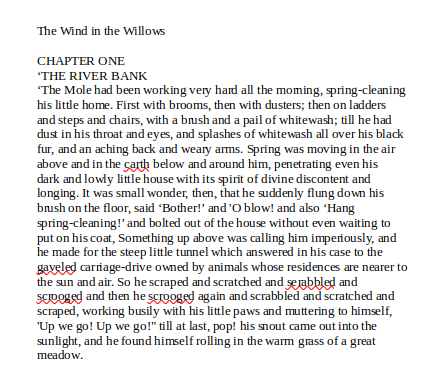 The Wind in the Willows
CHAPTER ONE
‘THE RIVER BANK
‘The Mole had been working very hard all the morning, spring-cleaning
his little home. First with brooms, then with dusters; then on ladders
and steps and chairs, with a brush and a pail of whitewash; till he had
dust in his throat and eyes, and splashes of whitewash all over his black
fur, and an aching back and weary arms. Spring was moving in the air
above and in the carth below and around him, penetrating even his
dark and lowly little house with its spirit of divine discontent and
longing. It was small wonder, then, that he suddenly flung down his
brush on the floor, said ‘Bother!’ and 'O blow! and also ‘Hang
spring-cleaning!’ and bolted out of the house without even waiting to
put on his coat, Something up above was calling him imperiously, and
he made for the steep little tunnel which answered in his case to the
gaveled carriage-drive owned by animals whose residences are nearer to
the sun and air. So he scraped and scratched and serabbled and
scrooged and then he scrooged again and scrabbled and scratched and
scraped, working busily with his little paws and muttering to himself,
'Up we go! Up we go!" till at last, pop! his snout came out into the
sunlight, and he found himself rolling in the warm grass of a great
meadow.